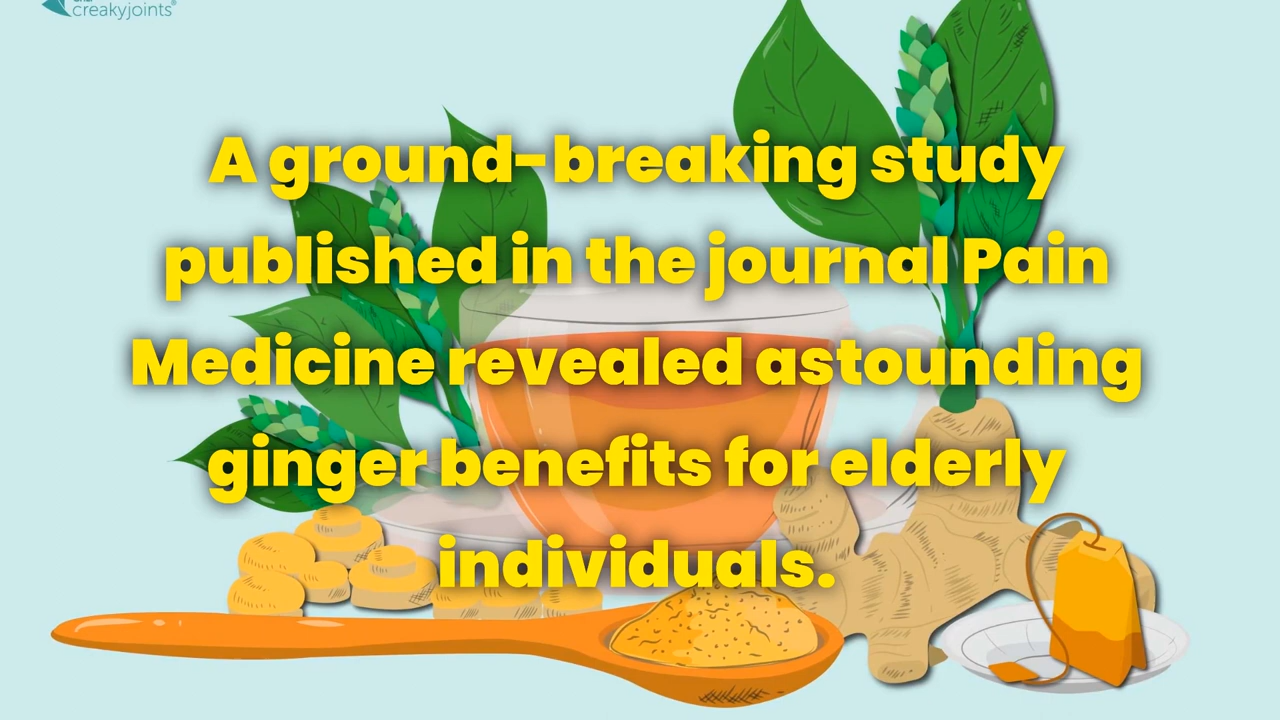 creakyjoints®
A ground-breaking study
published in the journal Pain
Medicine revealed astounding
ginger benefits for elderly
individuals.